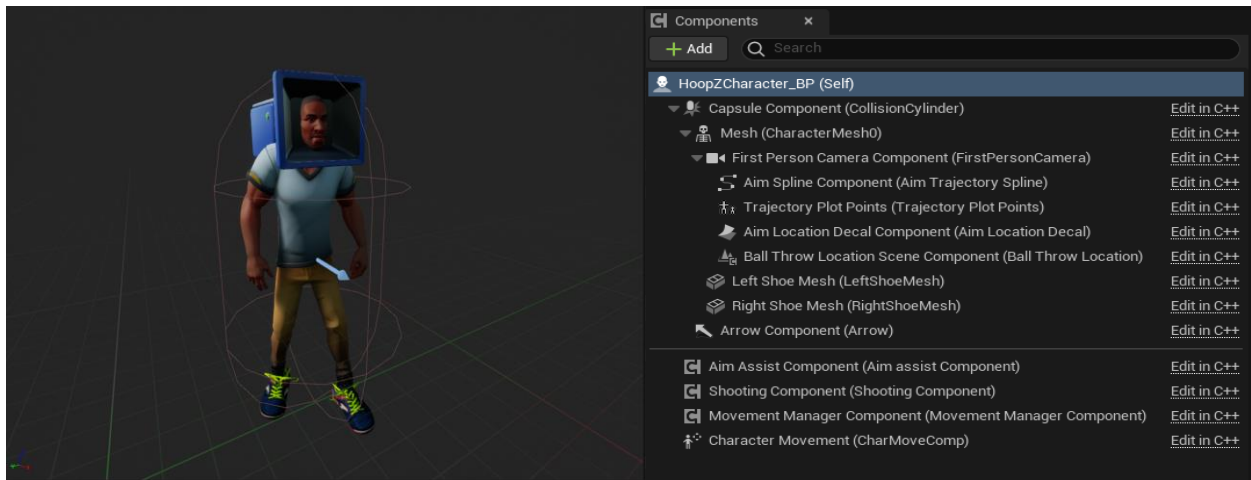 Components ×
+ Add Search
HoopZCharacter_BP (Self)
Capsule Component (CollisionCylinder) Edit in C++
Mesh (CharacterMesh0) Edit in C++
First Person Camera Component (FirstPersonCamera) Edit in C++
Aim Spline Component (Aim Trajectory Spline) Edit in C++
Trajectory Plot Points (Trajectory Plot Points) Edit in C++
Aim Location Decal Component (Aim Location Decal) Edit in C++
Ball Throw Location Scene Component (Ball Throw Location) Edit in C++
Left Shoe Mesh (LeftShoeMesh) Edit in C++
Right Shoe Mesh (RightShoeMesh) Edit in C++
Arrow Component (Arrow) Edit in C++
Aim Assist Component (Aim assist Component) Edit in C++
Shooting Component (Shooting Component) Edit in C++
Movement Manager Component (Movement Manager Component) Edit in C++
Character Movement (CharMoveComp) Edit in C++